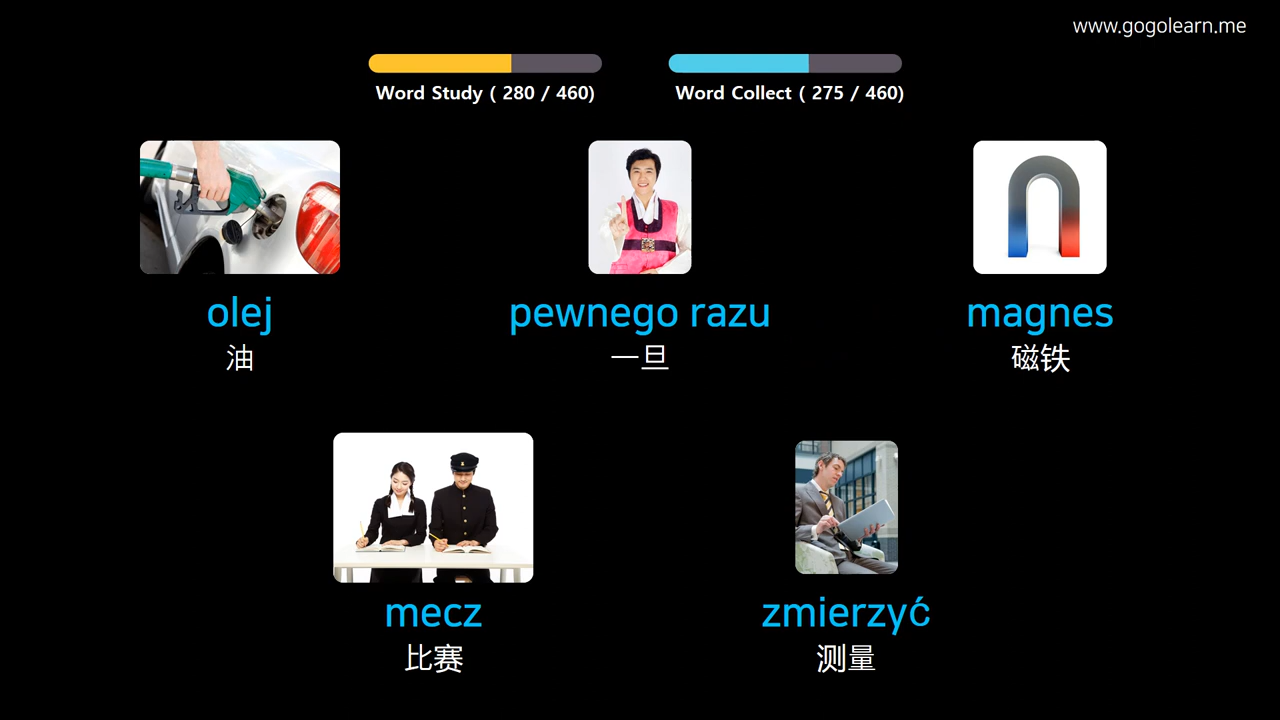 www.gogolearn.me
Word Study ( 280 / 460)
Word Collect ( 275 / 460)
olej
油
pewnego razu
一旦
magnes
磁铁
mecz
比赛
zmierzyć
测量